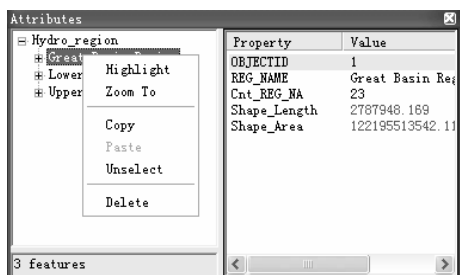 Attributes
Hydro_region
Great
Lower
Upper
Highlight
Zoom To
Copy
Paste
Unselect
Delete
3 features
Property Value
OBJECTID 1
REG_NAME Great Basin Reg
Cnt_REG_NA 23
Shape_Length 2787948.169
Shape_Area 122195513542.11